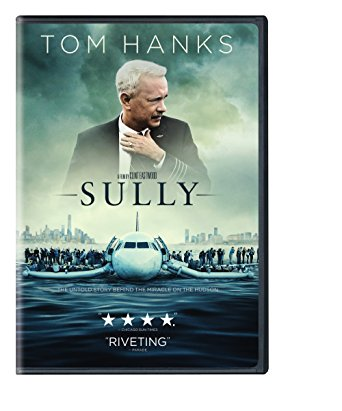 TOM HANKS
A FILM BY CLINT EASTWOOD
SULLY
THE UNTOLD STORY BEHIND THE MIRACLE ON THE HUDSON
"★★★★."
—CHICAGO SUN-TIMES
"RIVETING"
—PARADE